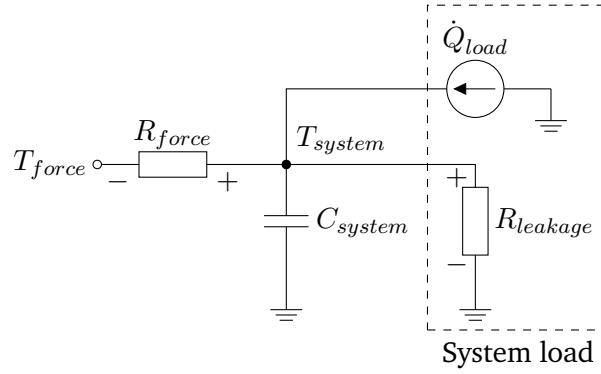 Q̇_load
R_force
T_system
T_force
− +
+
C_system
R_leakage
−
System load